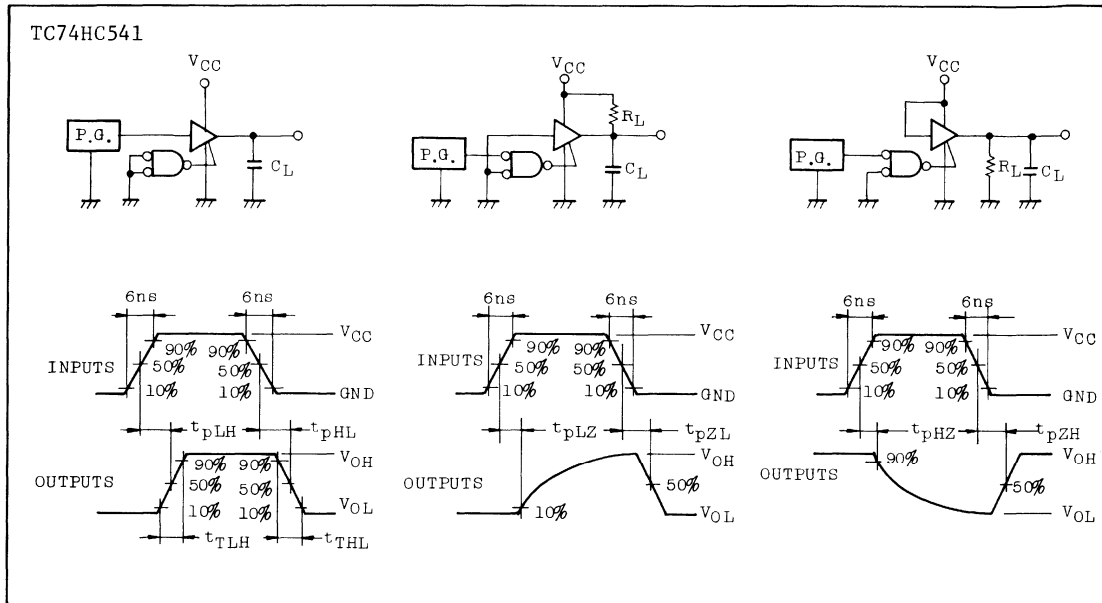 TC74HC541
VCC
P.G.
CL
VCC
RL
P.G.
CL
VCC
P.G.
RL
CL
6ns 6ns
VCC
90% 90%
INPUTS 50% 50%
10% 10%
GND
tpLH tpHL
VOH
90% 90%
OUTPUTS 50% 50%
10% 10%
VOL
tTLH tTHL
6ns 6ns
VCC
90% 90%
INPUTS 50% 50%
10% 10%
GND
tpLZ tpZL
VOH
OUTPUTS 50%
10%
VOL
6ns 6ns
VCC
90% 90%
INPUTS 50% 50%
10% 10%
GND
tpHZ tpZH
VOH
90%
OUTPUTS 50%
VOL